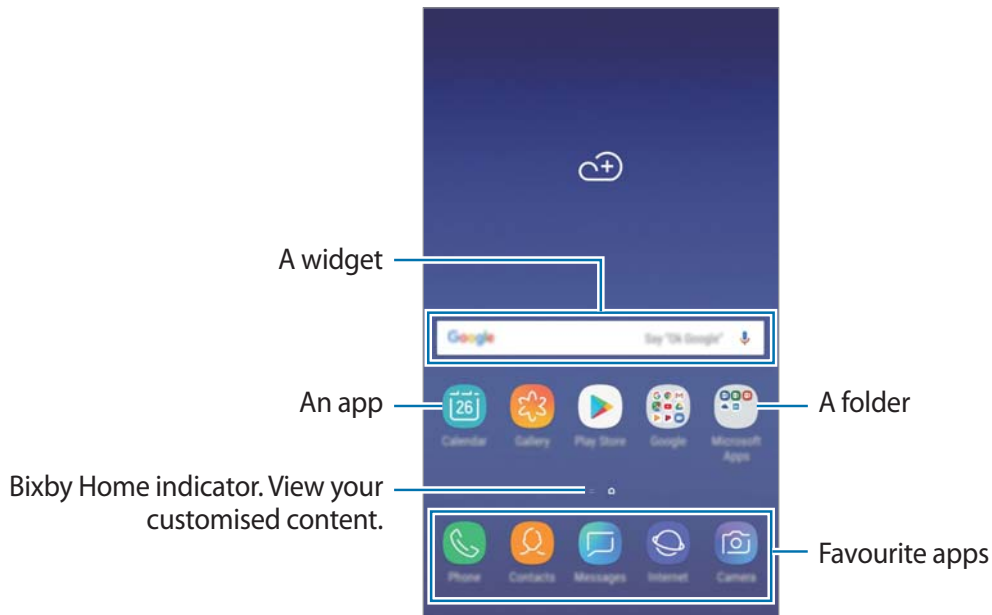 A widget
Google Say "Ok Google"
An app
26
A folder
Calendar Gallery Play Store Google Microsoft
Apps
Bixby Home indicator. View your
customised content.
Phone Contacts Messages Internet Camera
Favourite apps